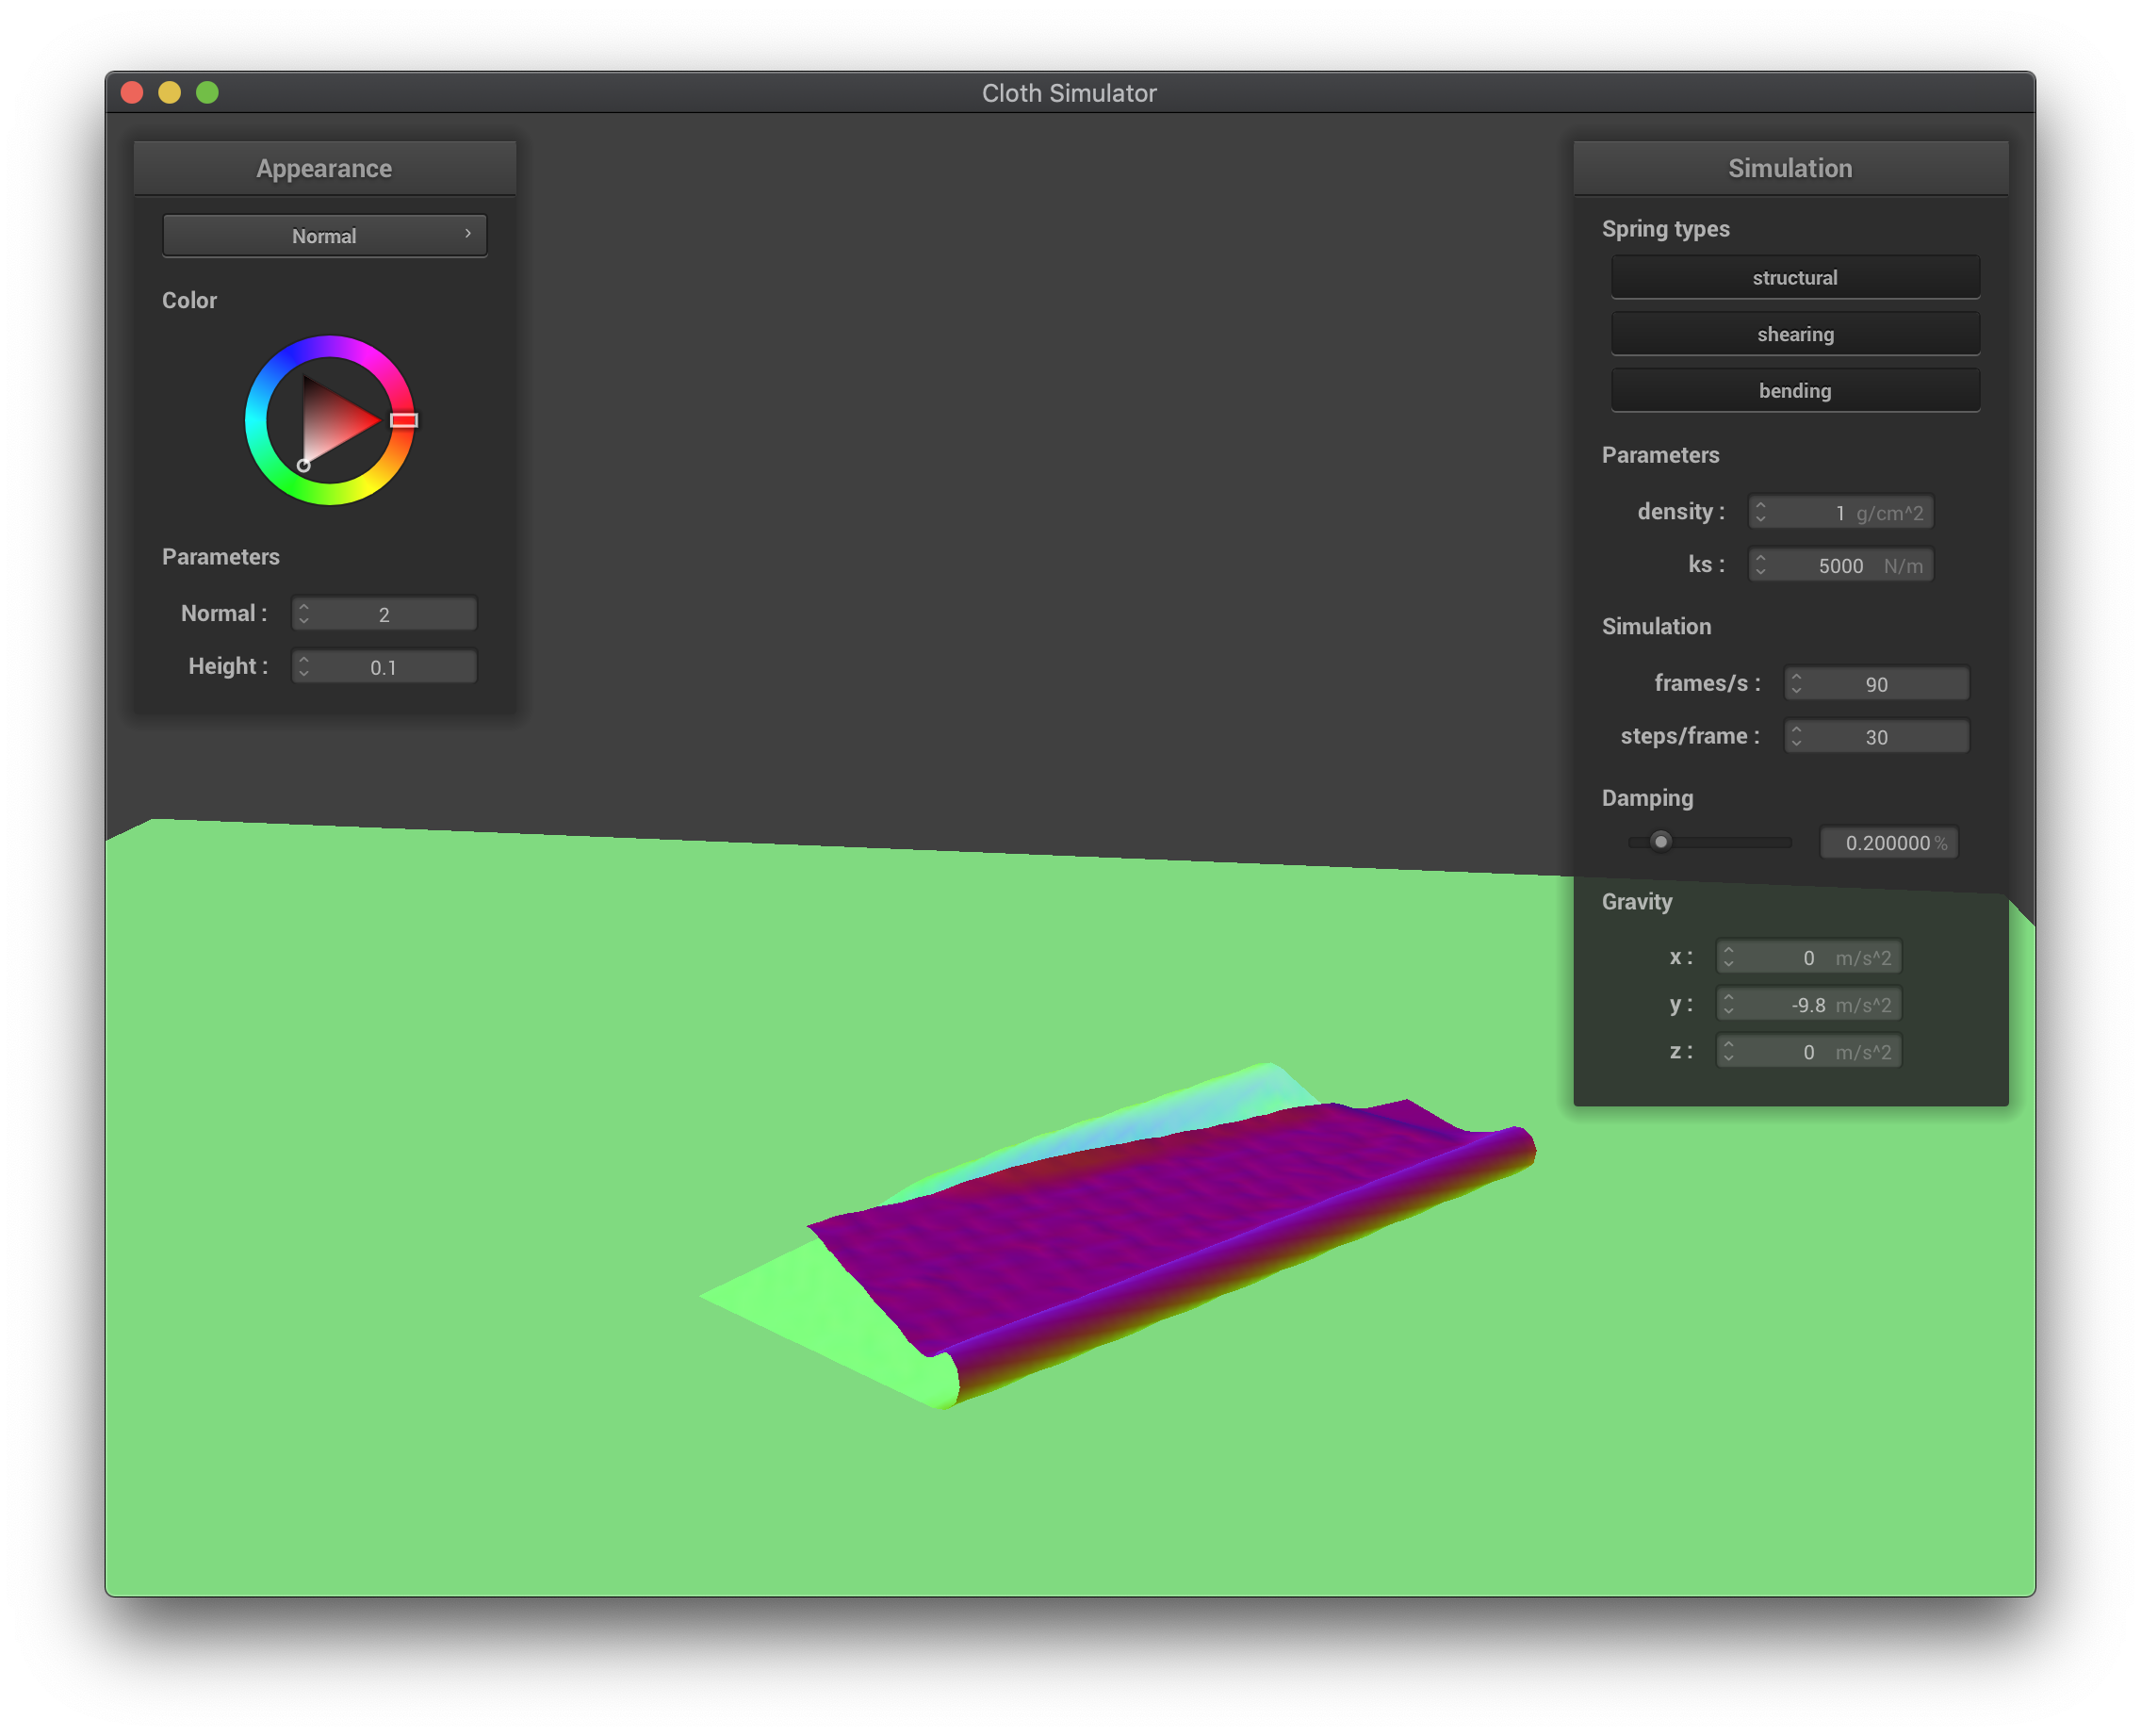 Cloth Simulator
Appearance
Normal
Color
Parameters
Normal : 2
Height : 0.1
Simulation
Spring types
structural
shearing
bending
Parameters
density : 1 g/cm^2
ks : 5000 N/m
Simulation
frames/s : 90
steps/frame : 30
Damping
0.200000 %
Gravity
x : 0 m/s^2
y : -9.8 m/s^2
z : 0 m/s^2